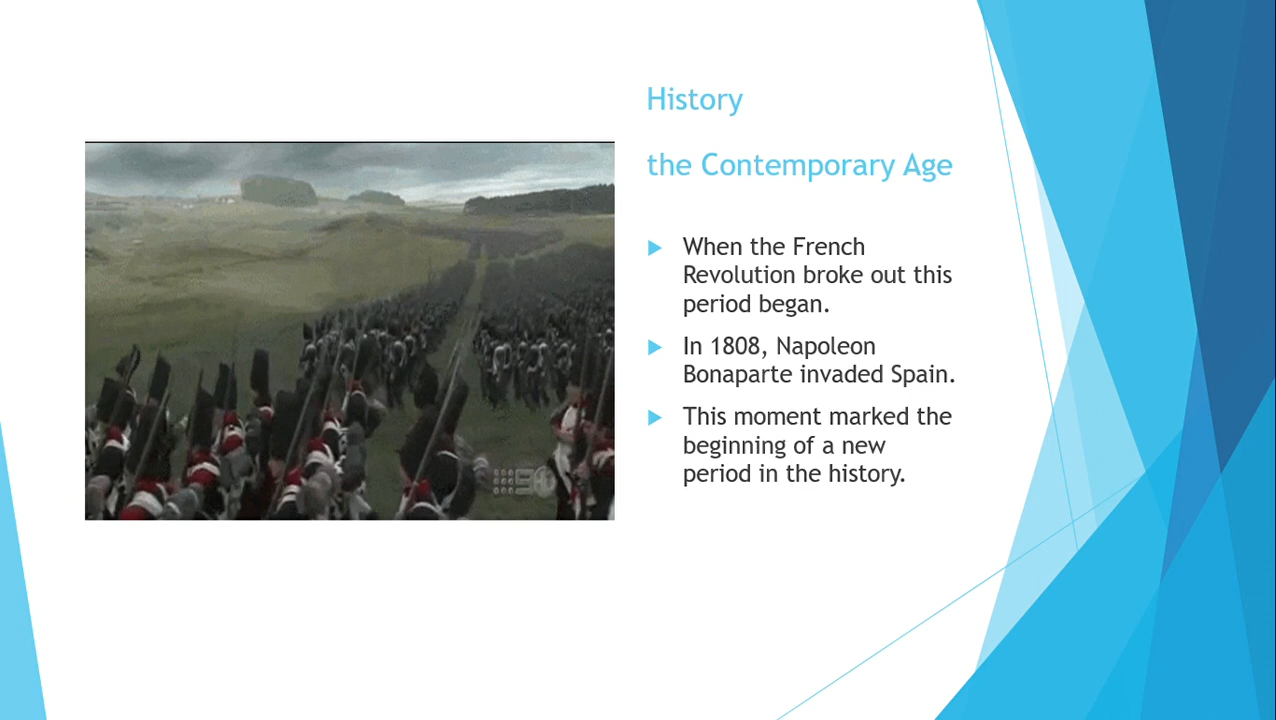 History
the Contemporary Age
When the French
Revolution broke out this
period began.
In 1808, Napoleon
Bonaparte invaded Spain.
This moment marked the
beginning of a new
period in the history.